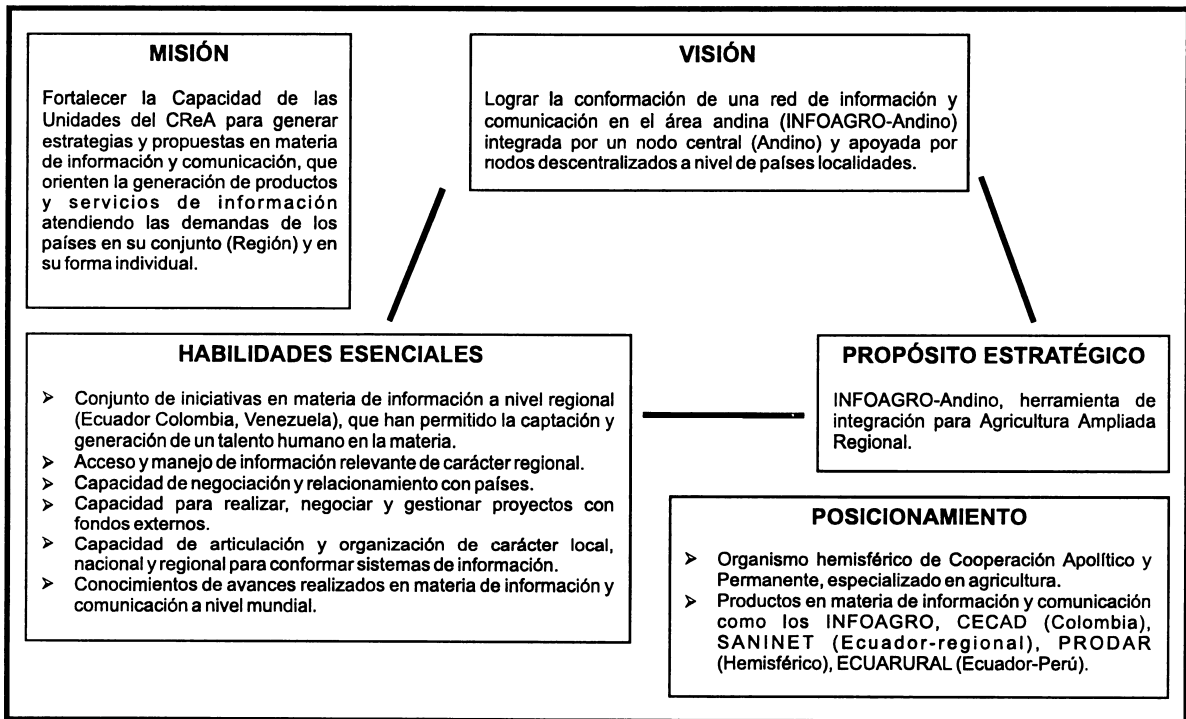 MISIÓN
Fortalecer la Capacidad de las
Unidades del CReA para generar
estrategias y propuestas en materia
de información y comunicación, que
orienten la generación de productos
y servicios de información
atendiendo las demandas de los
países en su conjunto (Región) y en
su forma individual.
VISIÓN
Lograr la conformación de una red de información y
comunicación en el área andina (INFOAGRO-Andino)
integrada por un nodo central (Andino) y apoyada por
nodos descentralizados a nivel de países localidades.
HABILIDADES ESENCIALES
➢ Conjunto de iniciativas en materia de información a nivel regional
(Ecuador Colombia, Venezuela), que han permitido la captación y
generación de un talento humano en la materia.
➢ Acceso y manejo de información relevante de carácter regional.
➢ Capacidad de negociación y relacionamiento con países.
➢ Capacidad para realizar, negociar y gestionar proyectos con
fondos externos.
➢ Capacidad de articulación y organización de carácter local,
nacional y regional para conformar sistemas de información.
➢ Conocimientos de avances realizados en materia de información y
comunicación a nivel mundial.
PROPÓSITO ESTRATÉGICO
INFOAGRO-Andino, herramienta de
integración para Agricultura Ampliada
Regional.
POSICIONAMIENTO
➢ Organismo hemisférico de Cooperación Apolítico y
Permanente, especializado en agricultura.
➢ Productos en materia de información y comunicación
como los INFOAGRO, CECAD (Colombia),
SANINET (Ecuador-regional), PRODAR
(Hemisférico), ECUARURAL (Ecuador-Perú).